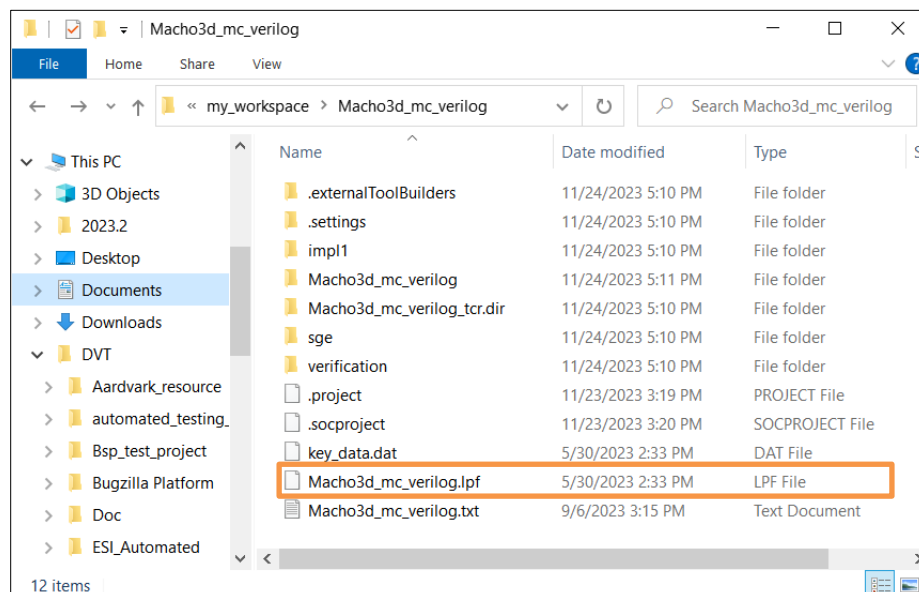 Macho3d_mc_verilog
File Home Share View ?
« my_workspace > Macho3d_mc_verilog Search Macho3d_mc_verilog
Name Date modified Type S
This PC
3D Objects
2023.2
Desktop
Documents
Downloads
DVT
Aardvark_resource
automated_testing_
Bsp_test_project
Bugzilla Platform
Doc
ESI_Automated
.externalToolBuilders 11/24/2023 5:10 PM File folder
.settings 11/24/2023 5:10 PM File folder
impl1 11/24/2023 5:10 PM File folder
Macho3d_mc_verilog 11/24/2023 5:11 PM File folder
Macho3d_mc_verilog_tcr.dir 11/24/2023 5:10 PM File folder
sge 11/24/2023 5:10 PM File folder
verification 11/24/2023 5:10 PM File folder
.project 11/23/2023 3:19 PM PROJECT File
.socproject 11/23/2023 3:20 PM SOCPROJECT File
key_data.dat 5/30/2023 2:33 PM DAT File
Macho3d_mc_verilog.lpf 5/30/2023 2:33 PM LPF File
Macho3d_mc_verilog.txt 9/6/2023 3:15 PM Text Document
12 items